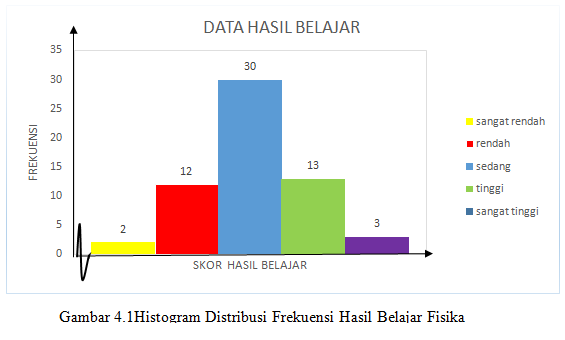 DATA HASIL BELAJAR
35
30
25
20
15
10
5
0
FREKUENSI
2
12
30
13
3
SKOR HASIL BELAJAR
sangat rendah
rendah
sedang
tinggi
sangat tinggi
Gambar 4.1Histogram Distribusi Frekuensi Hasil Belajar Fisika